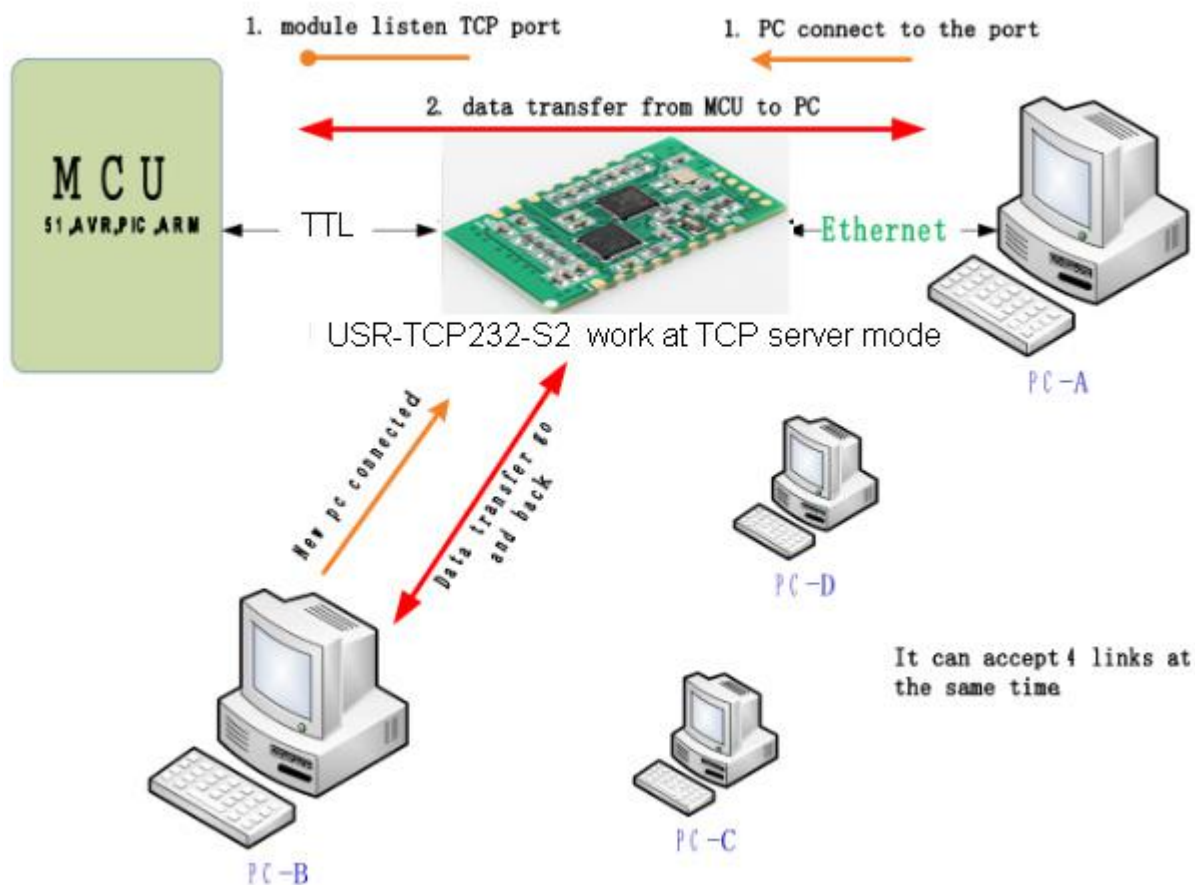 1. module listen TCP port
1. PC connect to the port
2. data transfer from MCU to PC
MCU
51,AVR,PIC,ARM
TTL
Ethernet
USR-TCP232-S2 work at TCP server mode
PC-A
New pc connected
Data transfer go
and back
PC-D
It can accept 4 links at
the same time
PC-C
PC-B